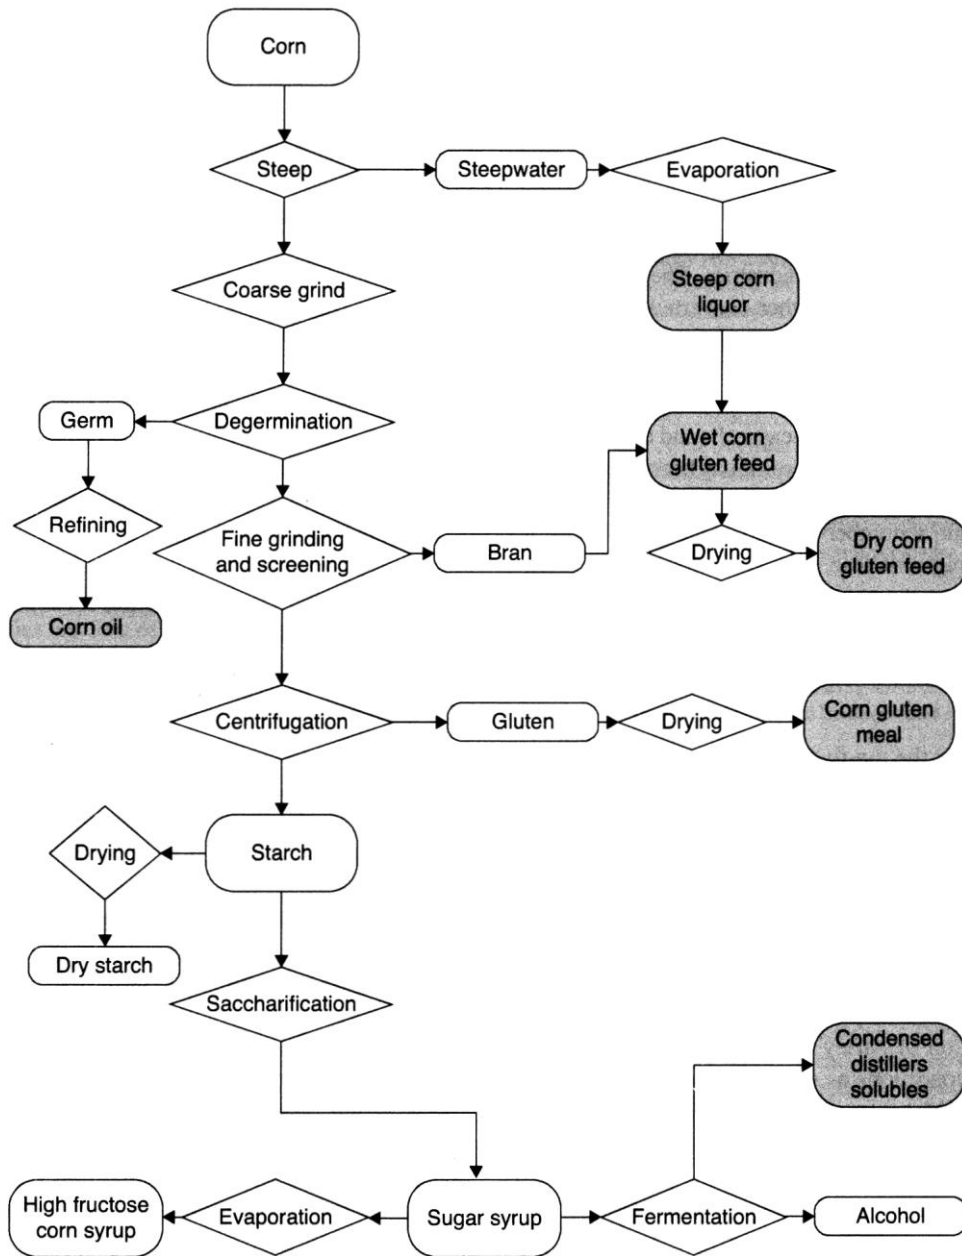 Corn
Steep
Steepwater
Evaporation
Steep corn
liquor
Coarse grind
Germ
Degermination
Wet corn
gluten feed
Refining
Fine grinding
and screening
Bran
Drying
Dry corn
gluten feed
Corn oil
Centrifugation
Gluten
Drying
Corn gluten
meal
Drying
Starch
Dry starch
Saccharification
Condensed
distillers
solubles
High fructose
corn syrup
Evaporation
Sugar syrup
Fermentation
Alcohol